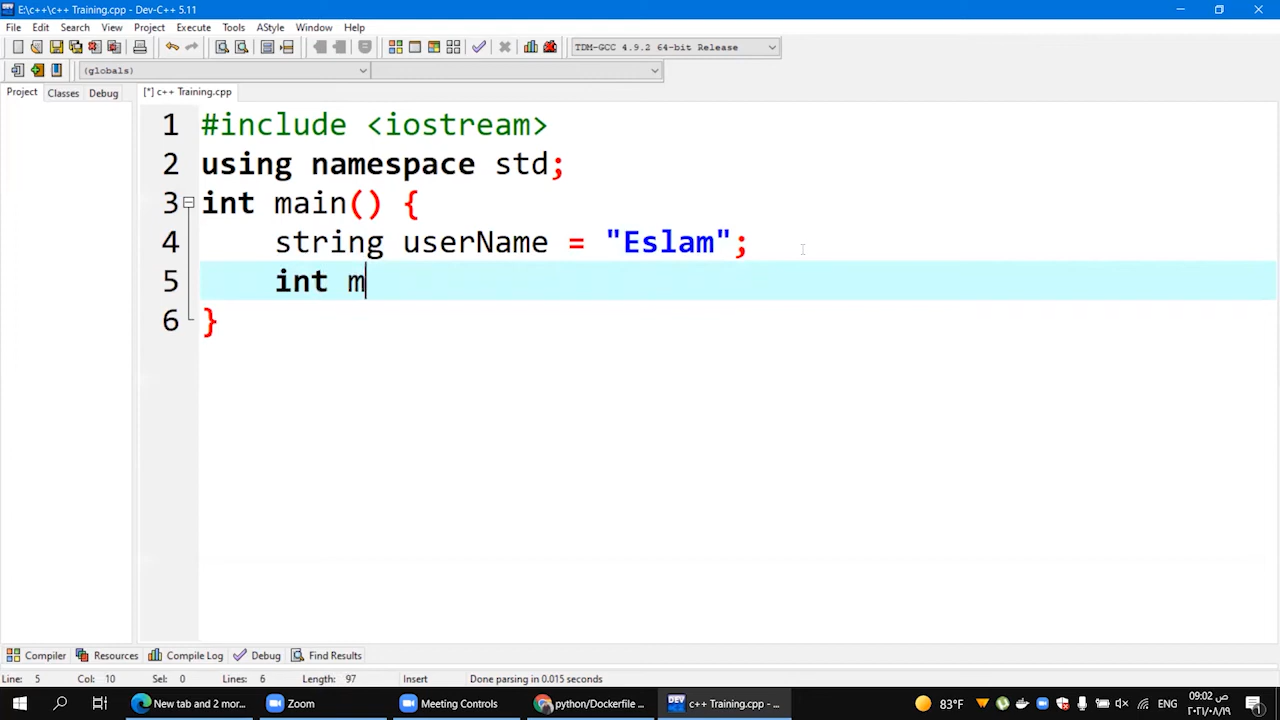 E:\c++\c++ Training.cpp - Dev-C++ 5.11
File Edit Search View Project Execute Tools AStyle Window Help
TDM-GCC 4.9.2 64-bit Release
(globals)
Project Classes Debug
[*] c++ Training.cpp
1 #include <iostream>
2 using namespace std;
3 int main() {
4 string userName = "Eslam";
5 int m
6 }
Compiler Resources Compile Log Debug Find Results
Line: 5 Col: 10 Sel: 0 Lines: 6 Length: 97 Insert Done parsing in 0.015 seconds
New tab and 2 mor... Zoom Meeting Controls python/Dockerfile ... c++ Training.cpp - ... 83°F ENG
09:02 ص
٢٠٢١/٠٨/١٩
1